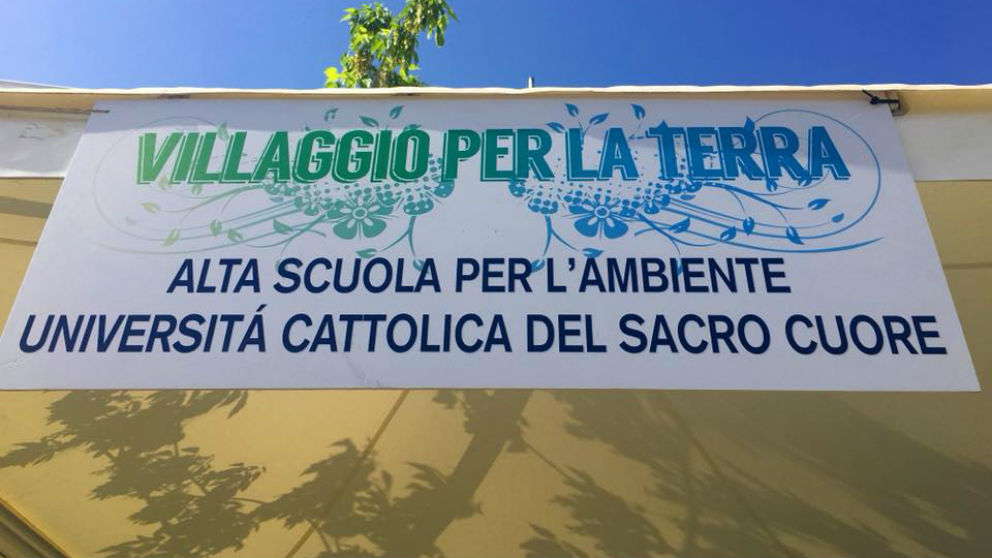 VILLAGGIO PER LA TERRA
ALTA SCUOLA PER L'AMBIENTE
UNIVERSITÁ CATTOLICA DEL SACRO CUORE